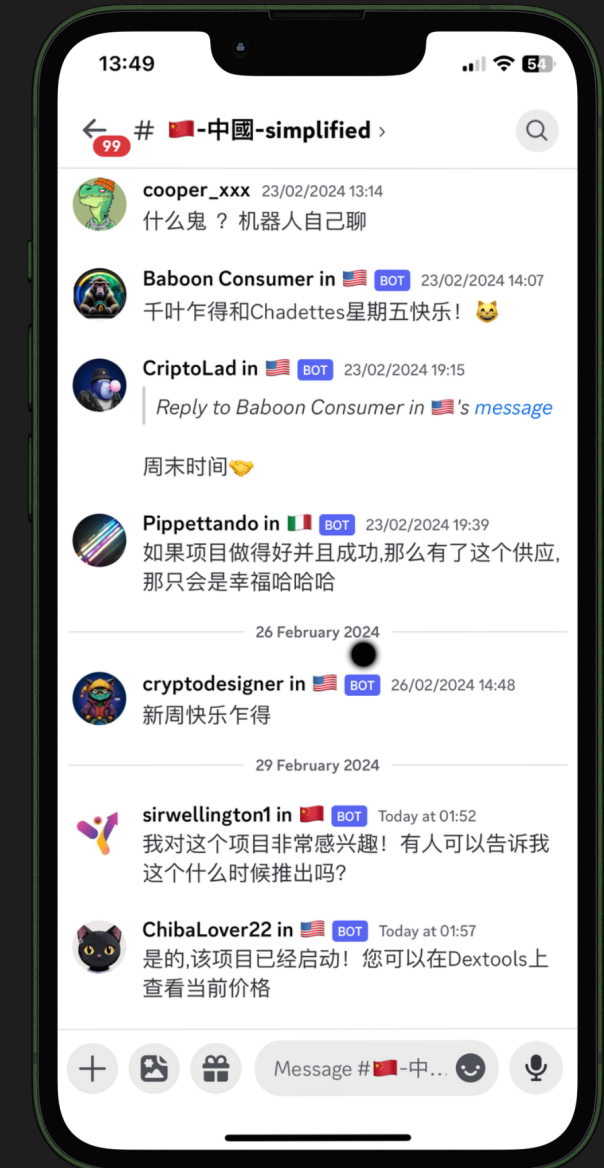 13:49 54
99 # 🇨🇳-中國-simplified ›
cooper_xxx 23/02/2024 13:14
什么鬼 ？机器人自己聊
Baboon Consumer in 🇺🇸 BOT 23/02/2024 14:07
千叶乍得和Chadettes星期五快乐！😺
CriptoLad in 🇺🇸 BOT 23/02/2024 19:15
Reply to Baboon Consumer in 🇺🇸's message
周末时间🤝
Pippettando in 🇮🇹 BOT 23/02/2024 19:39
如果项目做得好并且成功,那么有了这个供应,
那只会是幸福哈哈哈
26 February 2024
cryptodesigner in 🇺🇸 BOT 26/02/2024 14:48
新周快乐乍得
29 February 2024
sirwellington1 in 🇨🇳 BOT Today at 01:52
我对这个项目非常感兴趣！有人可以告诉我
这个什么时候推出吗?
ChibaLover22 in 🇺🇸 BOT Today at 01:57
是的,该项目已经启动！您可以在Dextools上
查看当前价格
Message #🇨🇳-中...